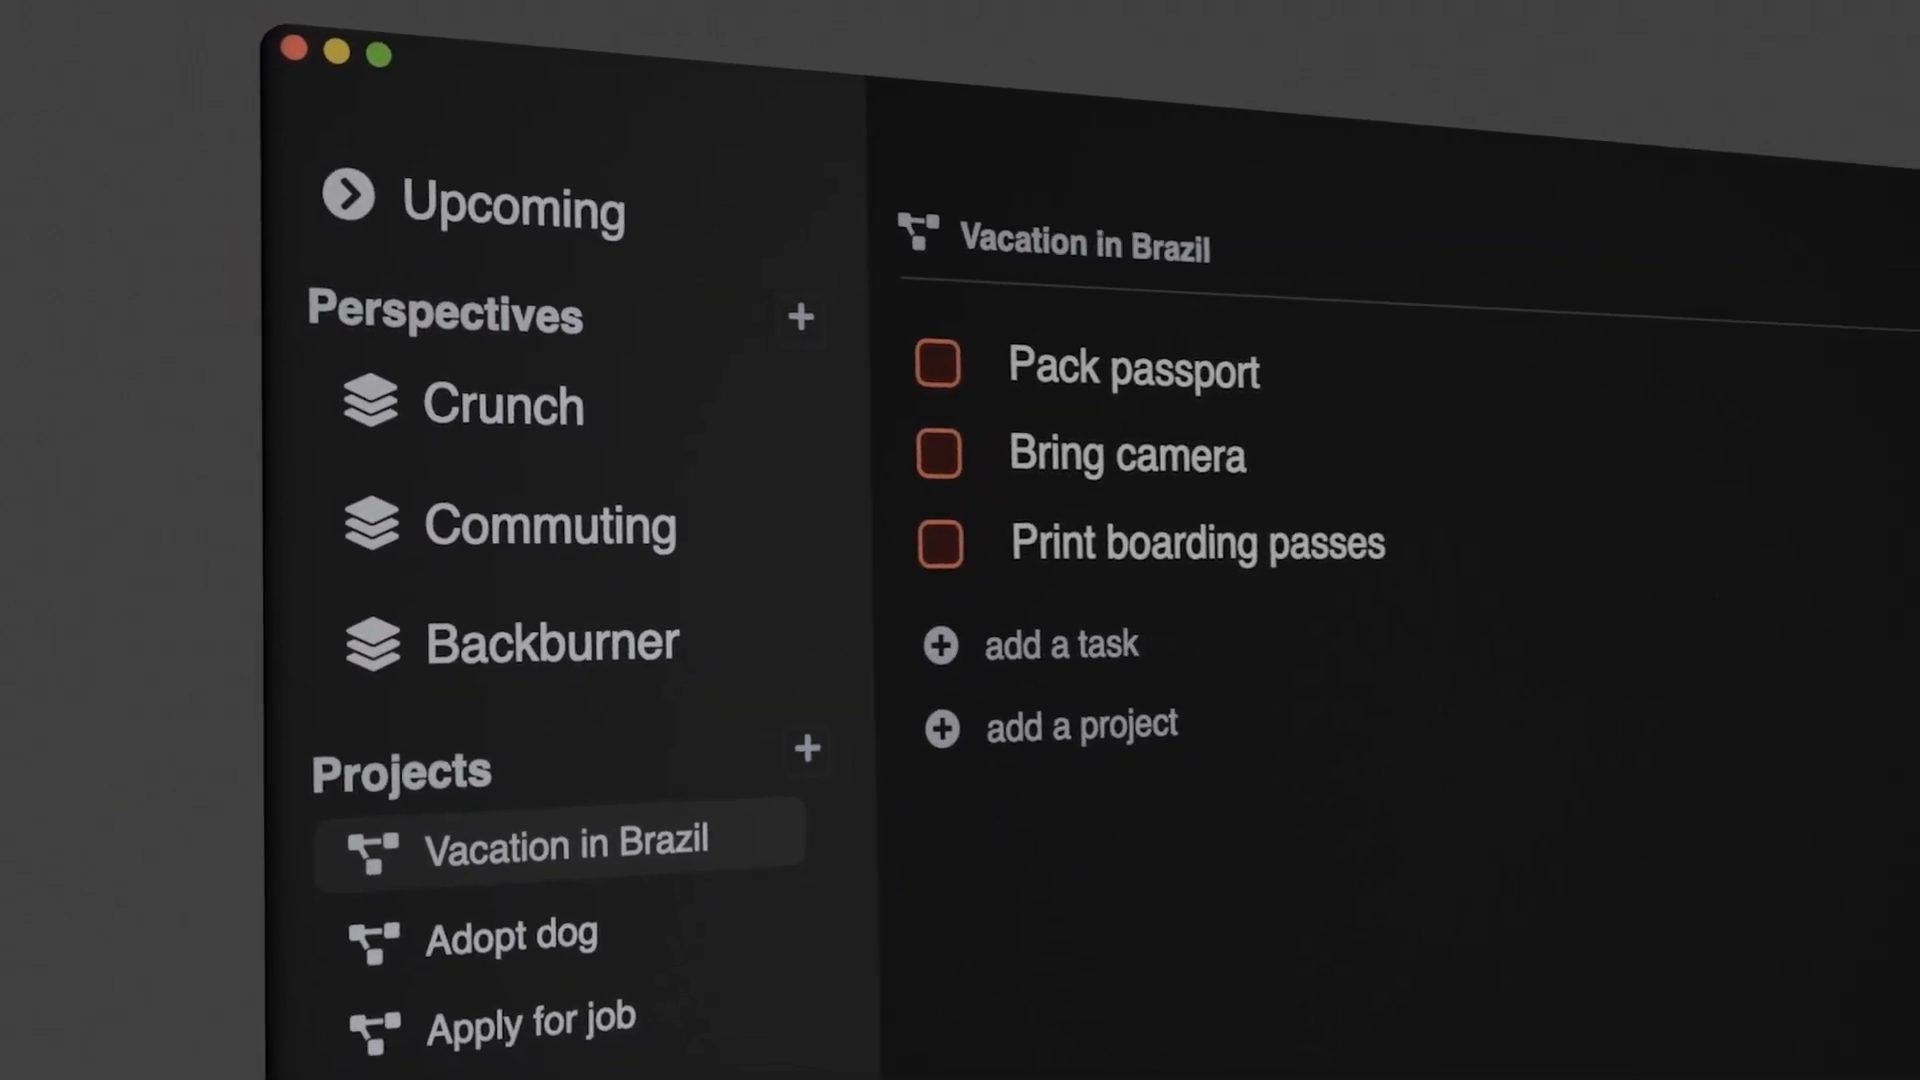 Upcoming
Perspectives
Crunch
Commuting
Backburner
Projects
Vacation in Brazil
Adopt dog
Apply for job
Vacation in Brazil
Pack passport
Bring camera
Print boarding passes
add a task
add a project